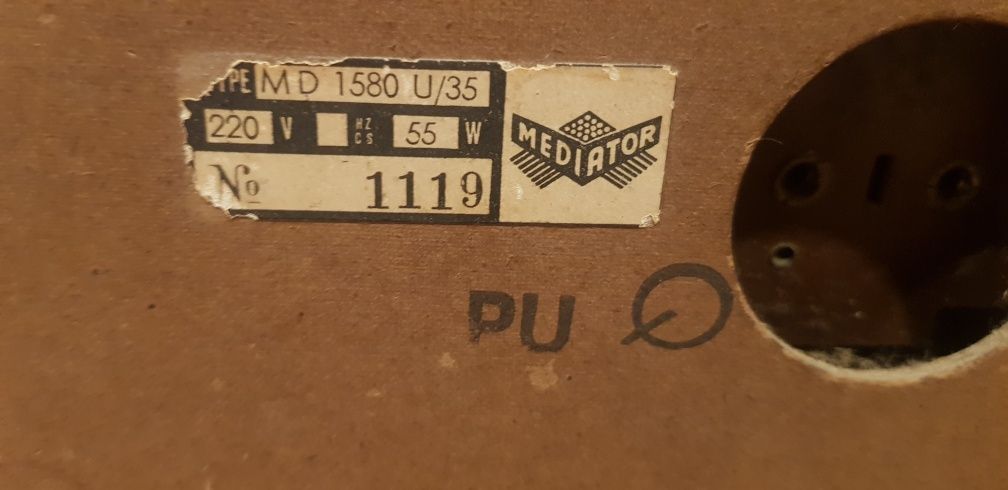 TYPE MD 1580 U/35
220 V HZ CS 55 W
No 1119
MEDIATOR
PU